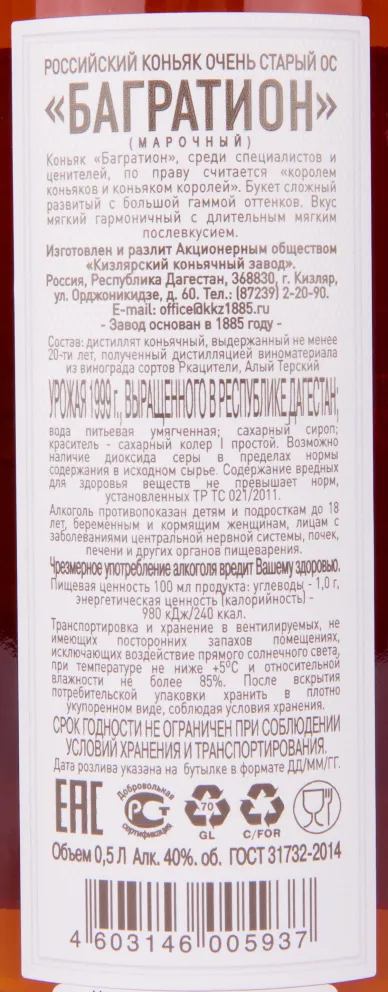 РОССИЙСКИЙ КОНЬЯК ОЧЕНЬ СТАРЫЙ ОС
«БАГРАТИОН»
(МАРОЧНЫЙ)
Коньяк «Багратион», среди специалистов и
ценителей, по праву считается «королем
коньяков и коньяком королей». Букет сложный
развитый с большой гаммой оттенков. Вкус
мягкий гармоничный с длительным мягким
послевкусием.
Изготовлен и разлит Акционерным обществом
«Кизлярский коньячный завод».
Россия, Республика Дагестан, 368830, г. Кизляр,
ул. Орджоникидзе, д. 60. Тел.: (87239) 2-20-90.
E-mail: office@kkz1885.ru
- Завод основан в 1885 году -
Состав: дистиллят коньячный, выдержанный не менее
20-ти лет, полученный дистилляцией виноматериала
из винограда сортов Ркацители, Алый Терский
УРОЖАЯ 1999 г., ВЫРАЩЕННОГО В РЕСПУБЛИКЕ ДАГЕСТАН;
вода питьевая умягченная; сахарный сироп;
краситель - сахарный колер I простой. Возможно
наличие диоксида серы в пределах нормы
содержания в исходном сырье. Содержание вредных
для здоровья веществ не превышает норм,
установленных ТР ТС 021/2011.
Алкоголь противопоказан детям и подросткам до 18
лет, беременным и кормящим женщинам, лицам с
заболеваниями центральной нервной системы, почек,
печени и других органов пищеварения.
Чрезмерное употребление алкоголя вредит Вашему здоровью.
Пищевая ценность 100 мл продукта: углеводы - 1,0 г,
энергетическая ценность (калорийность) -
980 кДж/240 ккал.
Транспортировка и хранение в вентилируемых, не
имеющих посторонних запахов помещениях,
исключающих воздействие прямого солнечного света,
при температуре не ниже +5°С и относительной
влажности не более 85%. После вскрытия
потребительской упаковки хранить в плотно
укупоренном виде, соблюдая условия хранения.
СРОК ГОДНОСТИ НЕ ОГРАНИЧЕН ПРИ СОБЛЮДЕНИИ
УСЛОВИЙ ХРАНЕНИЯ И ТРАНСПОРТИРОВАНИЯ.
Дата розлива указана на бутылке в формате ДД/ММ/ГГ.
ЕАС Добровольная сертификация 70 GL C/FOR
Объем 0,5 Л Алк. 40% об. ГОСТ 31732-2014
4 603146 005937